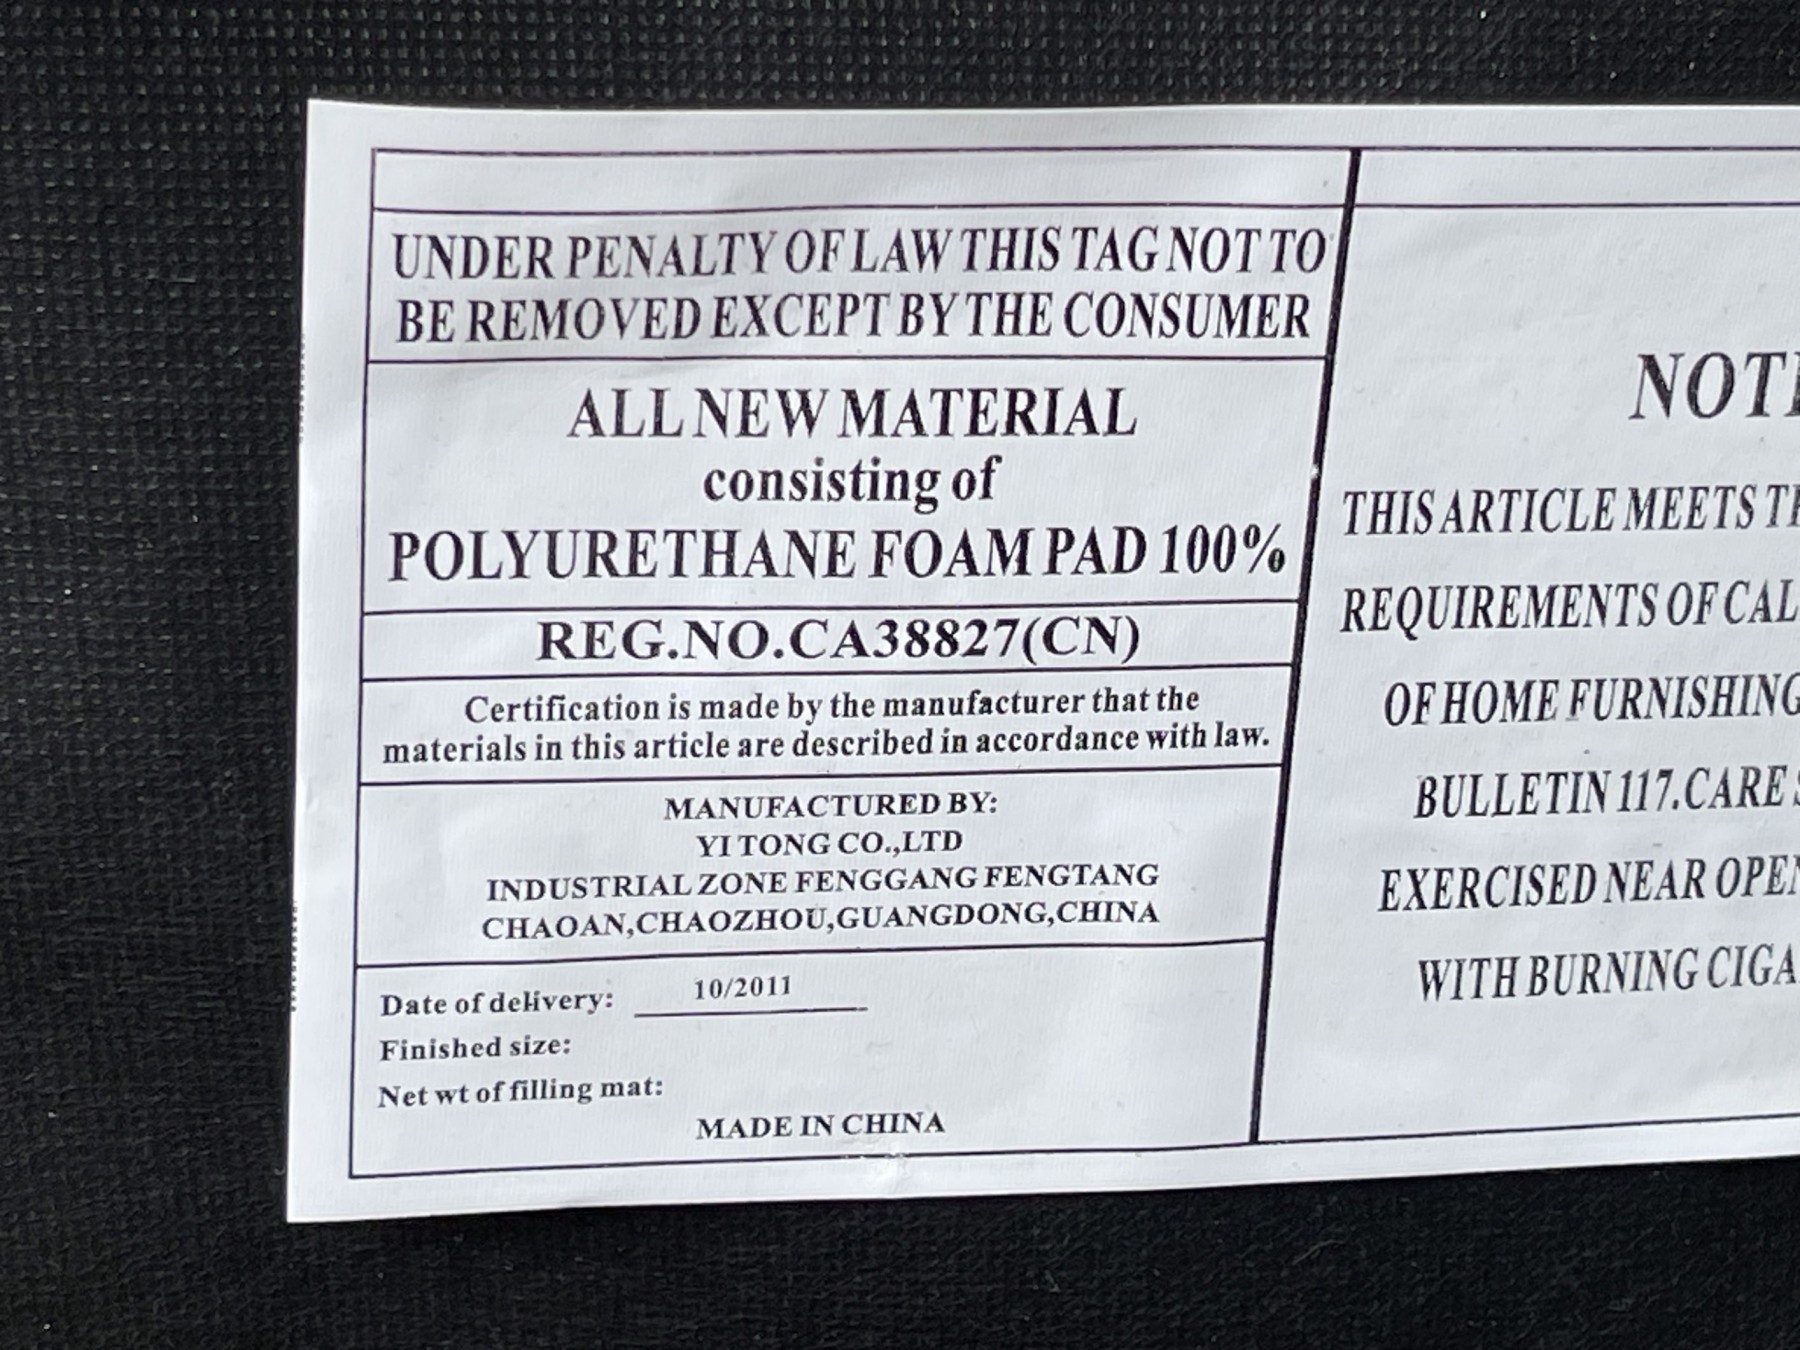 UNDER PENALTY OF LAW THIS TAG NOT TO
BE REMOVED EXCEPT BY THE CONSUMER
ALL NEW MATERIAL
consisting of
POLYURETHANE FOAM PAD 100%
REG.NO.CA38827(CN)
Certification is made by the manufacturer that the
materials in this article are described in accordance with law.
MANUFACTURED BY:
YI TONG CO.,LTD
INDUSTRIAL ZONE FENGGANG FENGTANG
CHAOAN,CHAOZHOU,GUANGDONG,CHINA
Date of delivery: 10/2011
Finished size:
Net wt of filling mat:
MADE IN CHINA
THIS ARTICLE MEETS
REQUIREMENTS OF
OF HOME
BULLETIN 117.CARE
EXERCISED NEAR
WITH BURNING